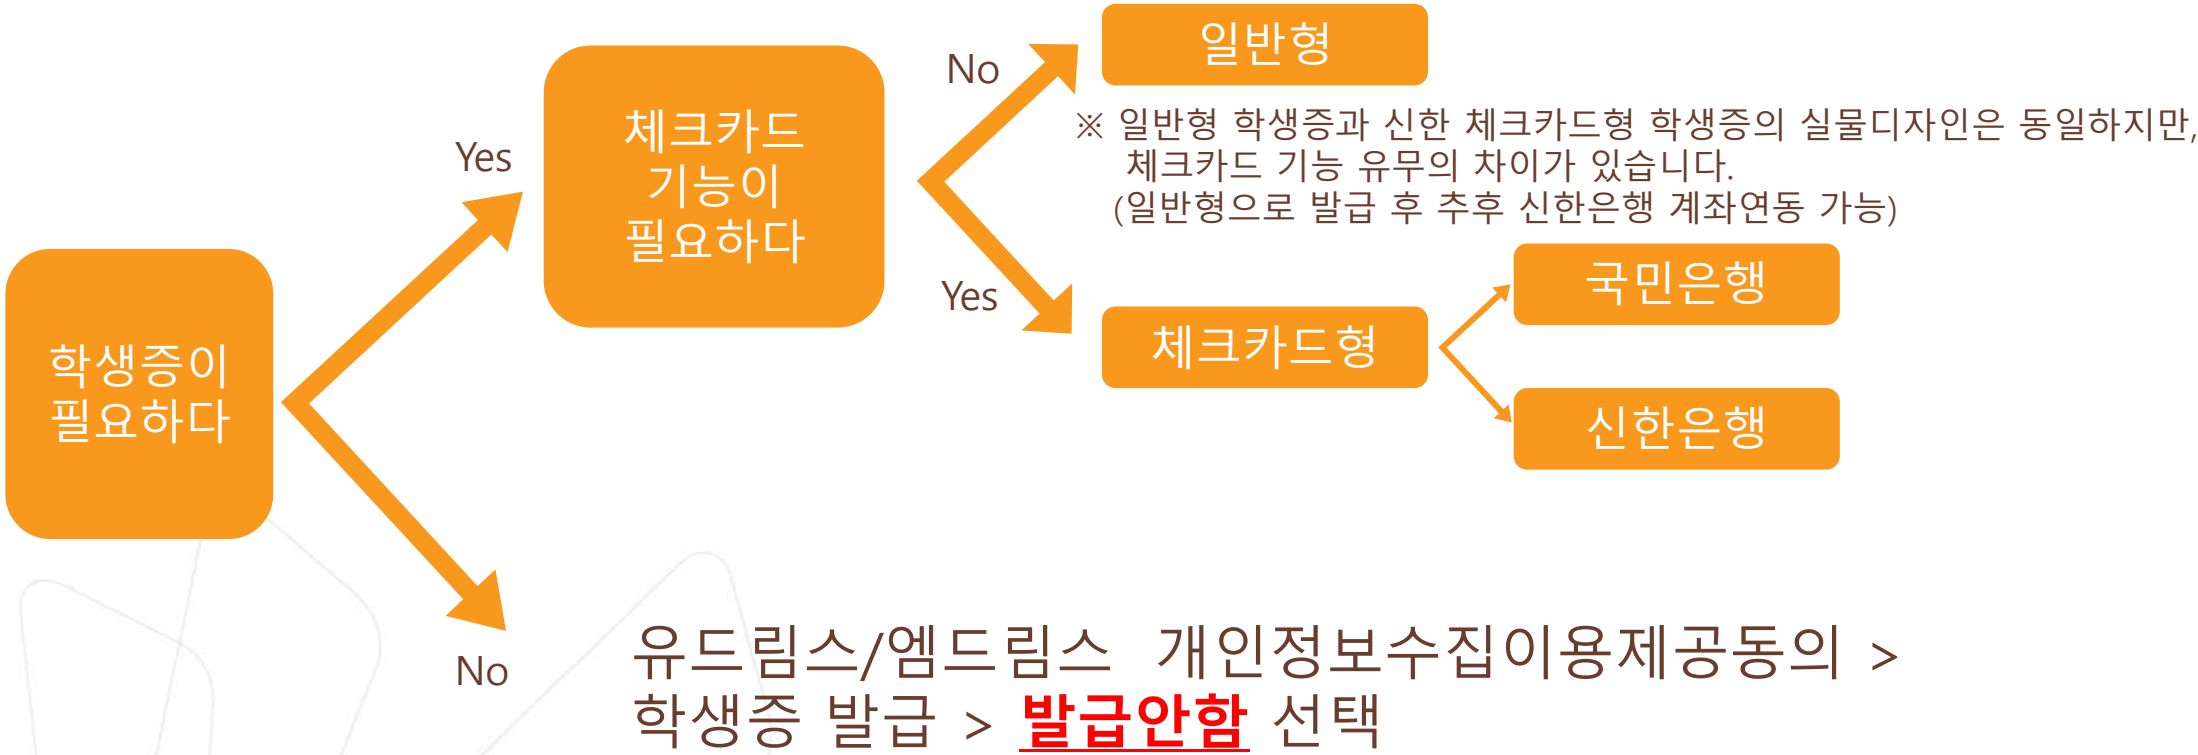 학생증이
필요하다
Yes
체크카드
기능이
필요하다
No
일반형
※ 일반형 학생증과 신한 체크카드형 학생증의 실물디자인은 동일하지만,
체크카드 기능 유무의 차이가 있습니다.
(일반형으로 발급 후 추후 신한은행 계좌연동 가능)
Yes
체크카드형
국민은행
신한은행
No
유드림스/엠드림스 개인정보수집이용제공동의 >
학생증 발급 > 발급안함 선택